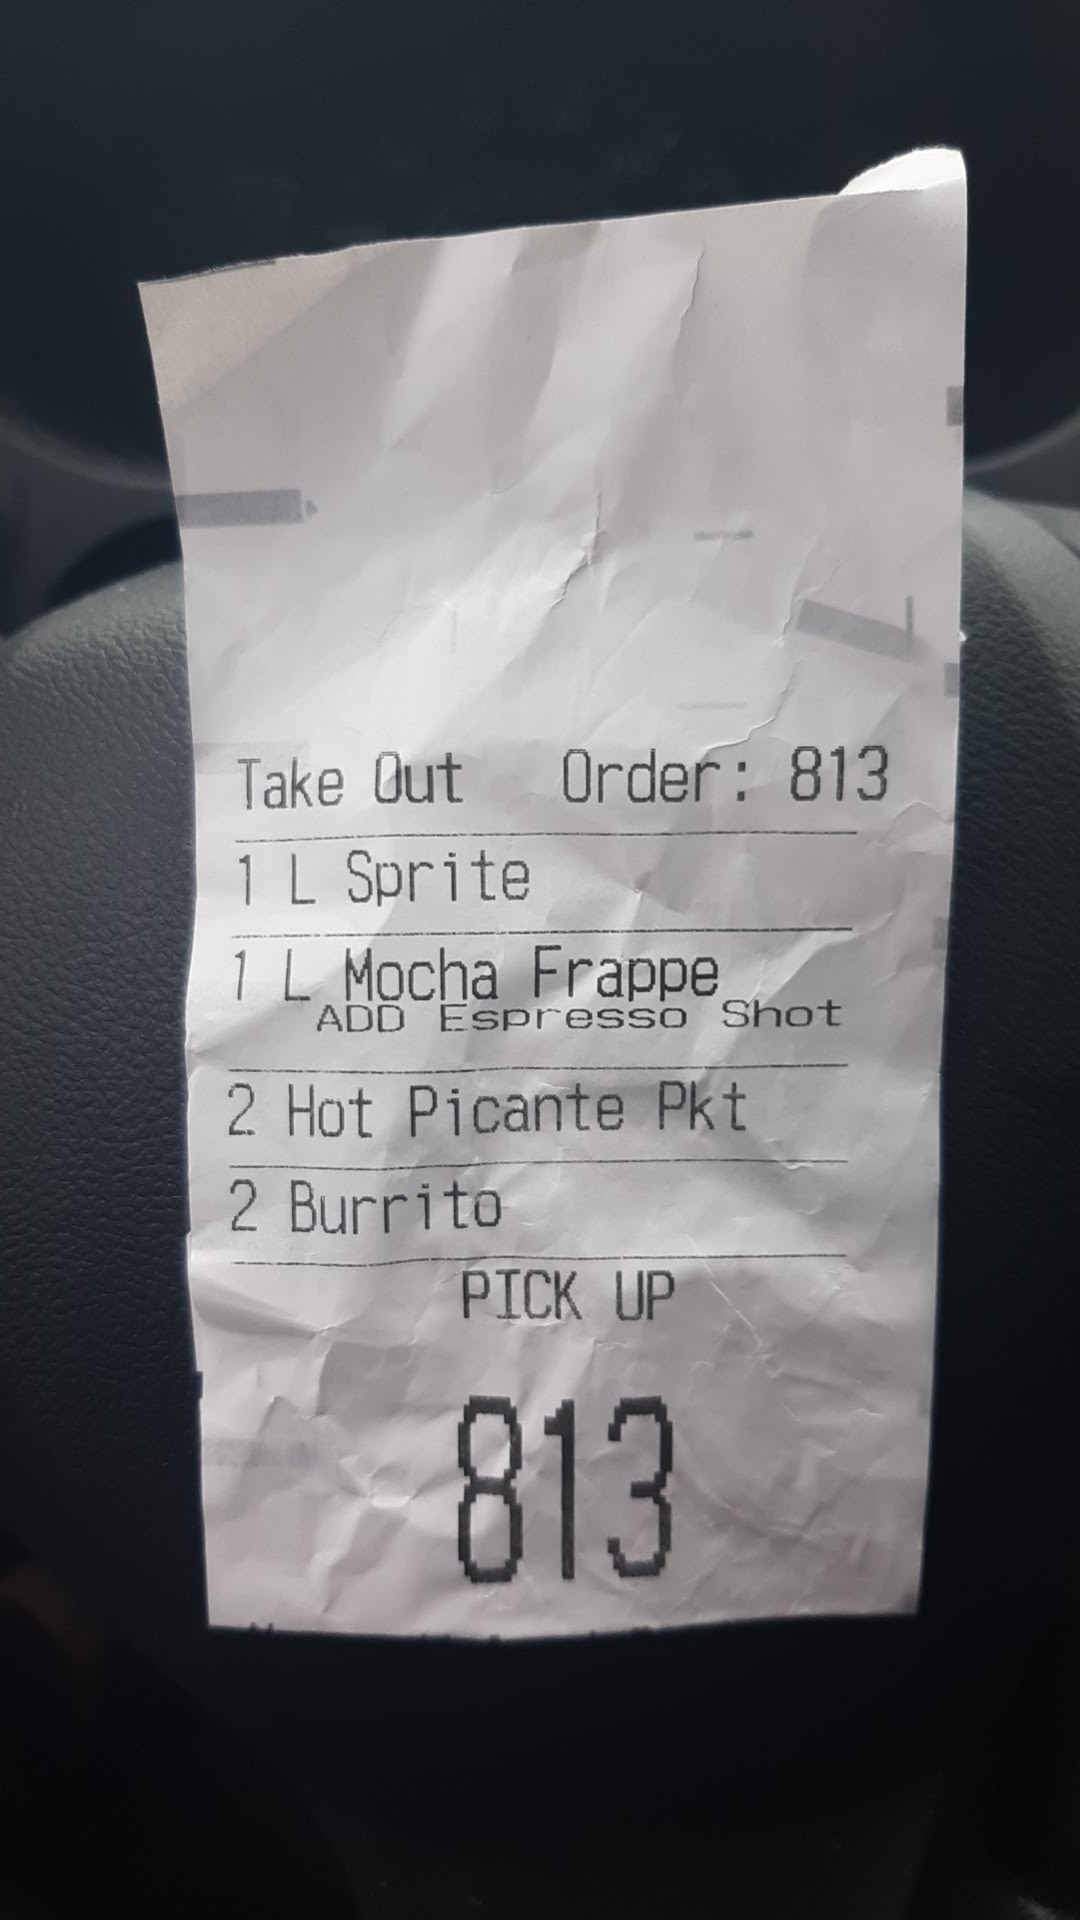 Take Out Order: 813
1 L Sprite
1 L Mocha Frappe
ADD Espresso Shot
2 Hot Picante Pkt
2 Burrito
PICK UP
813